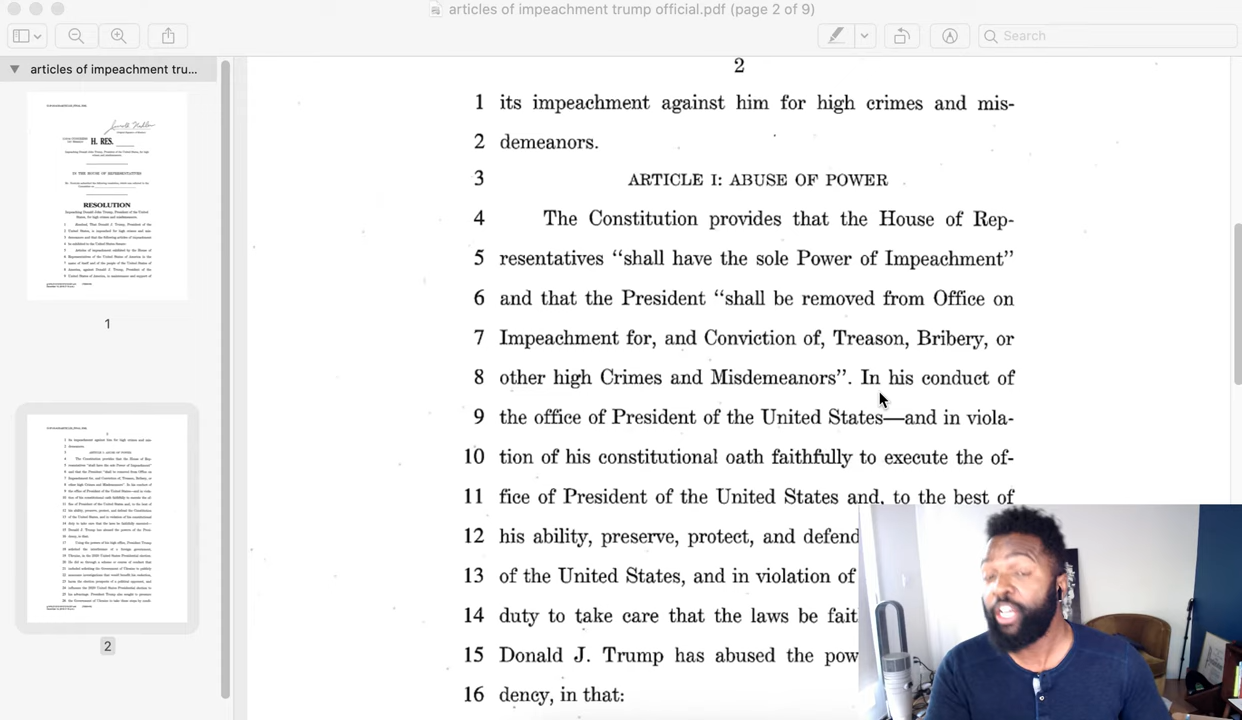 articles of impeachment trump official.pdf (page 2 of 9)
Search
articles of impeachment tru...
H. RES.
IN THE HOUSE OF REPRESENTATIVES
RESOLUTION
1
2
2
1 its impeachment against him for high crimes and mis-
2 demeanors.
3 ARTICLE I: ABUSE OF POWER
4 The Constitution provides that the House of Rep-
5 resentatives “shall have the sole Power of Impeachment”
6 and that the President “shall be removed from Office on
7 Impeachment for, and Conviction of, Treason, Bribery, or
8 other high Crimes and Misdemeanors”. In his conduct of
9 the office of President of the United States—and in viola-
10 tion of his constitutional oath faithfully to execute the of-
11 fice of President of the United States and, to the best of
12 his ability, preserve, protect, and defend
13 of the United States, and in violation of
14 duty to take care that the laws be fait
15 Donald J. Trump has abused the pow
16 dency, in that: